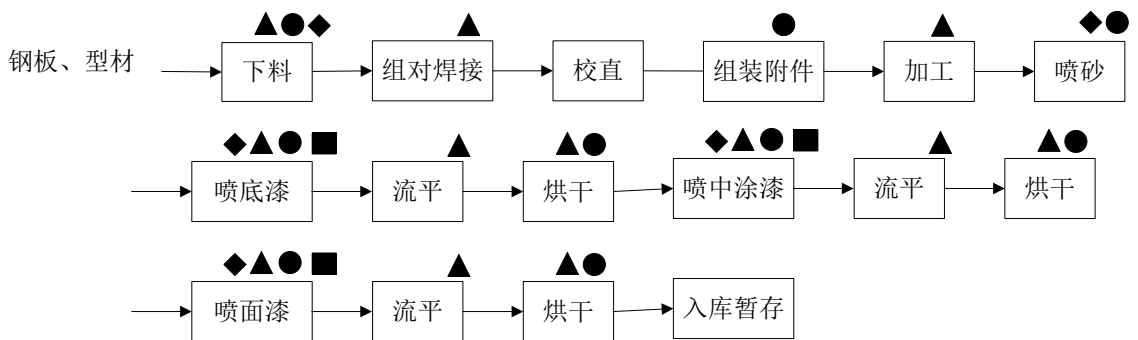 钢板、型材 下料 组对焊接 校直 组装附件 加工 喷砂
喷底漆 流平 烘干 喷中涂漆 流平 烘干
喷面漆 流平 烘干 入库暂存